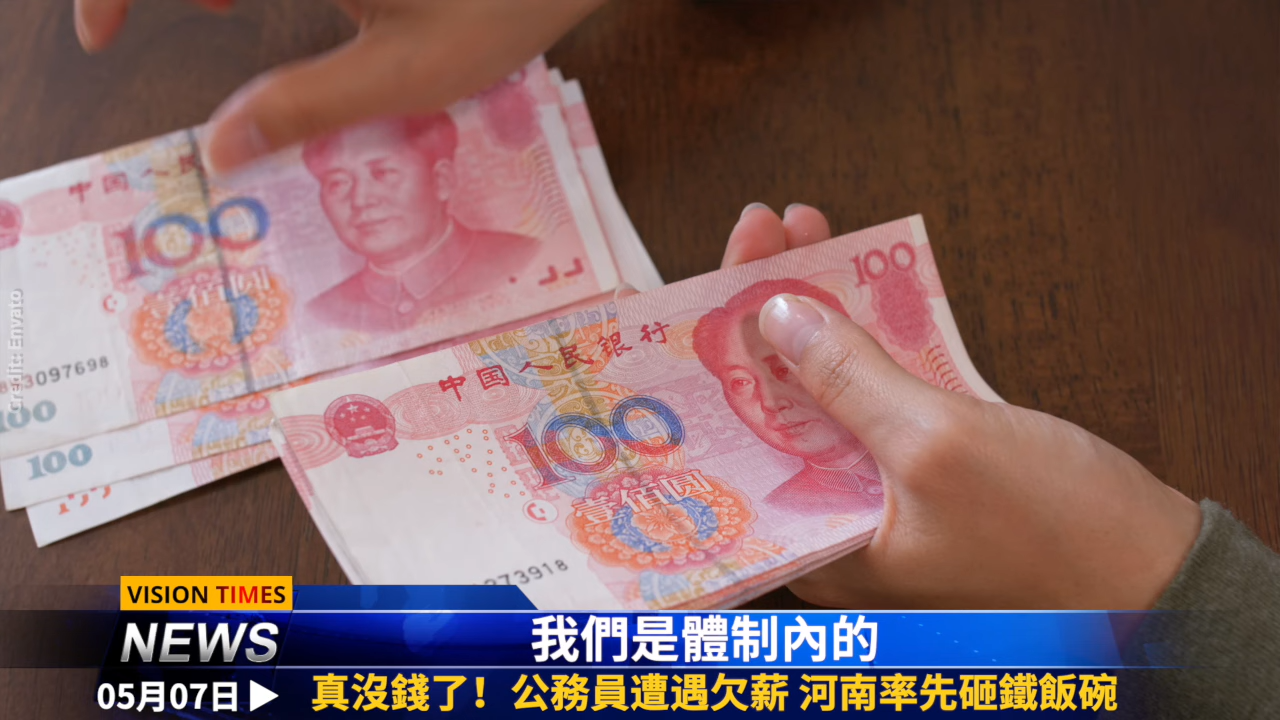 中国人民
100
壹佰圆
3097698
100
100
中国人民银行
100
100
壹佰圆
273918
Credit: Envato
VISION TIMES
NEWS
我們是體制內的
05月07日
真沒錢了！公務員遭遇欠薪 河南率先砸鐵飯碗